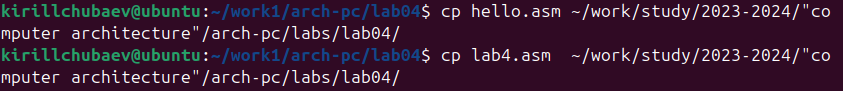 kirillchubaev@ubuntu:~/work1/arch-pc/lab04$ cp hello.asm ~/work/study/2023-2024/"co
mputer architecture"/arch-pc/labs/lab04/
kirillchubaev@ubuntu:~/work1/arch-pc/lab04$ cp lab4.asm  ~/work/study/2023-2024/"co
mputer architecture"/arch-pc/labs/lab04/